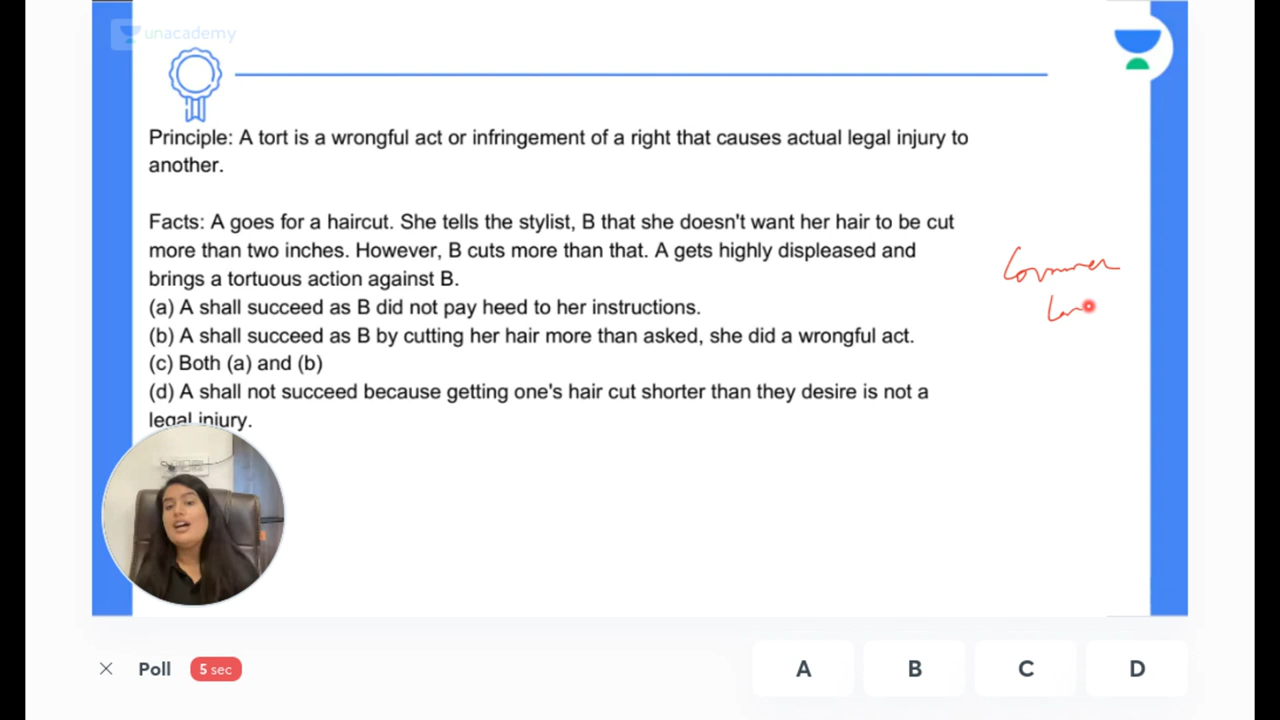 unacademy
Principle: A tort is a wrongful act or infringement of a right that causes actual legal injury to
another.
Facts: A goes for a haircut. She tells the stylist, B that she doesn't want her hair to be cut
more than two inches. However, B cuts more than that. A gets highly displeased and
brings a tortuous action against B.
(a) A shall succeed as B did not pay heed to her instructions.
(b) A shall succeed as B by cutting her hair more than asked, she did a wrongful act.
(c) Both (a) and (b)
(d) A shall not succeed because getting one's hair cut shorter than they desire is not a
legal injury.
Consumer
Poll
5 sec
A
B
C
D